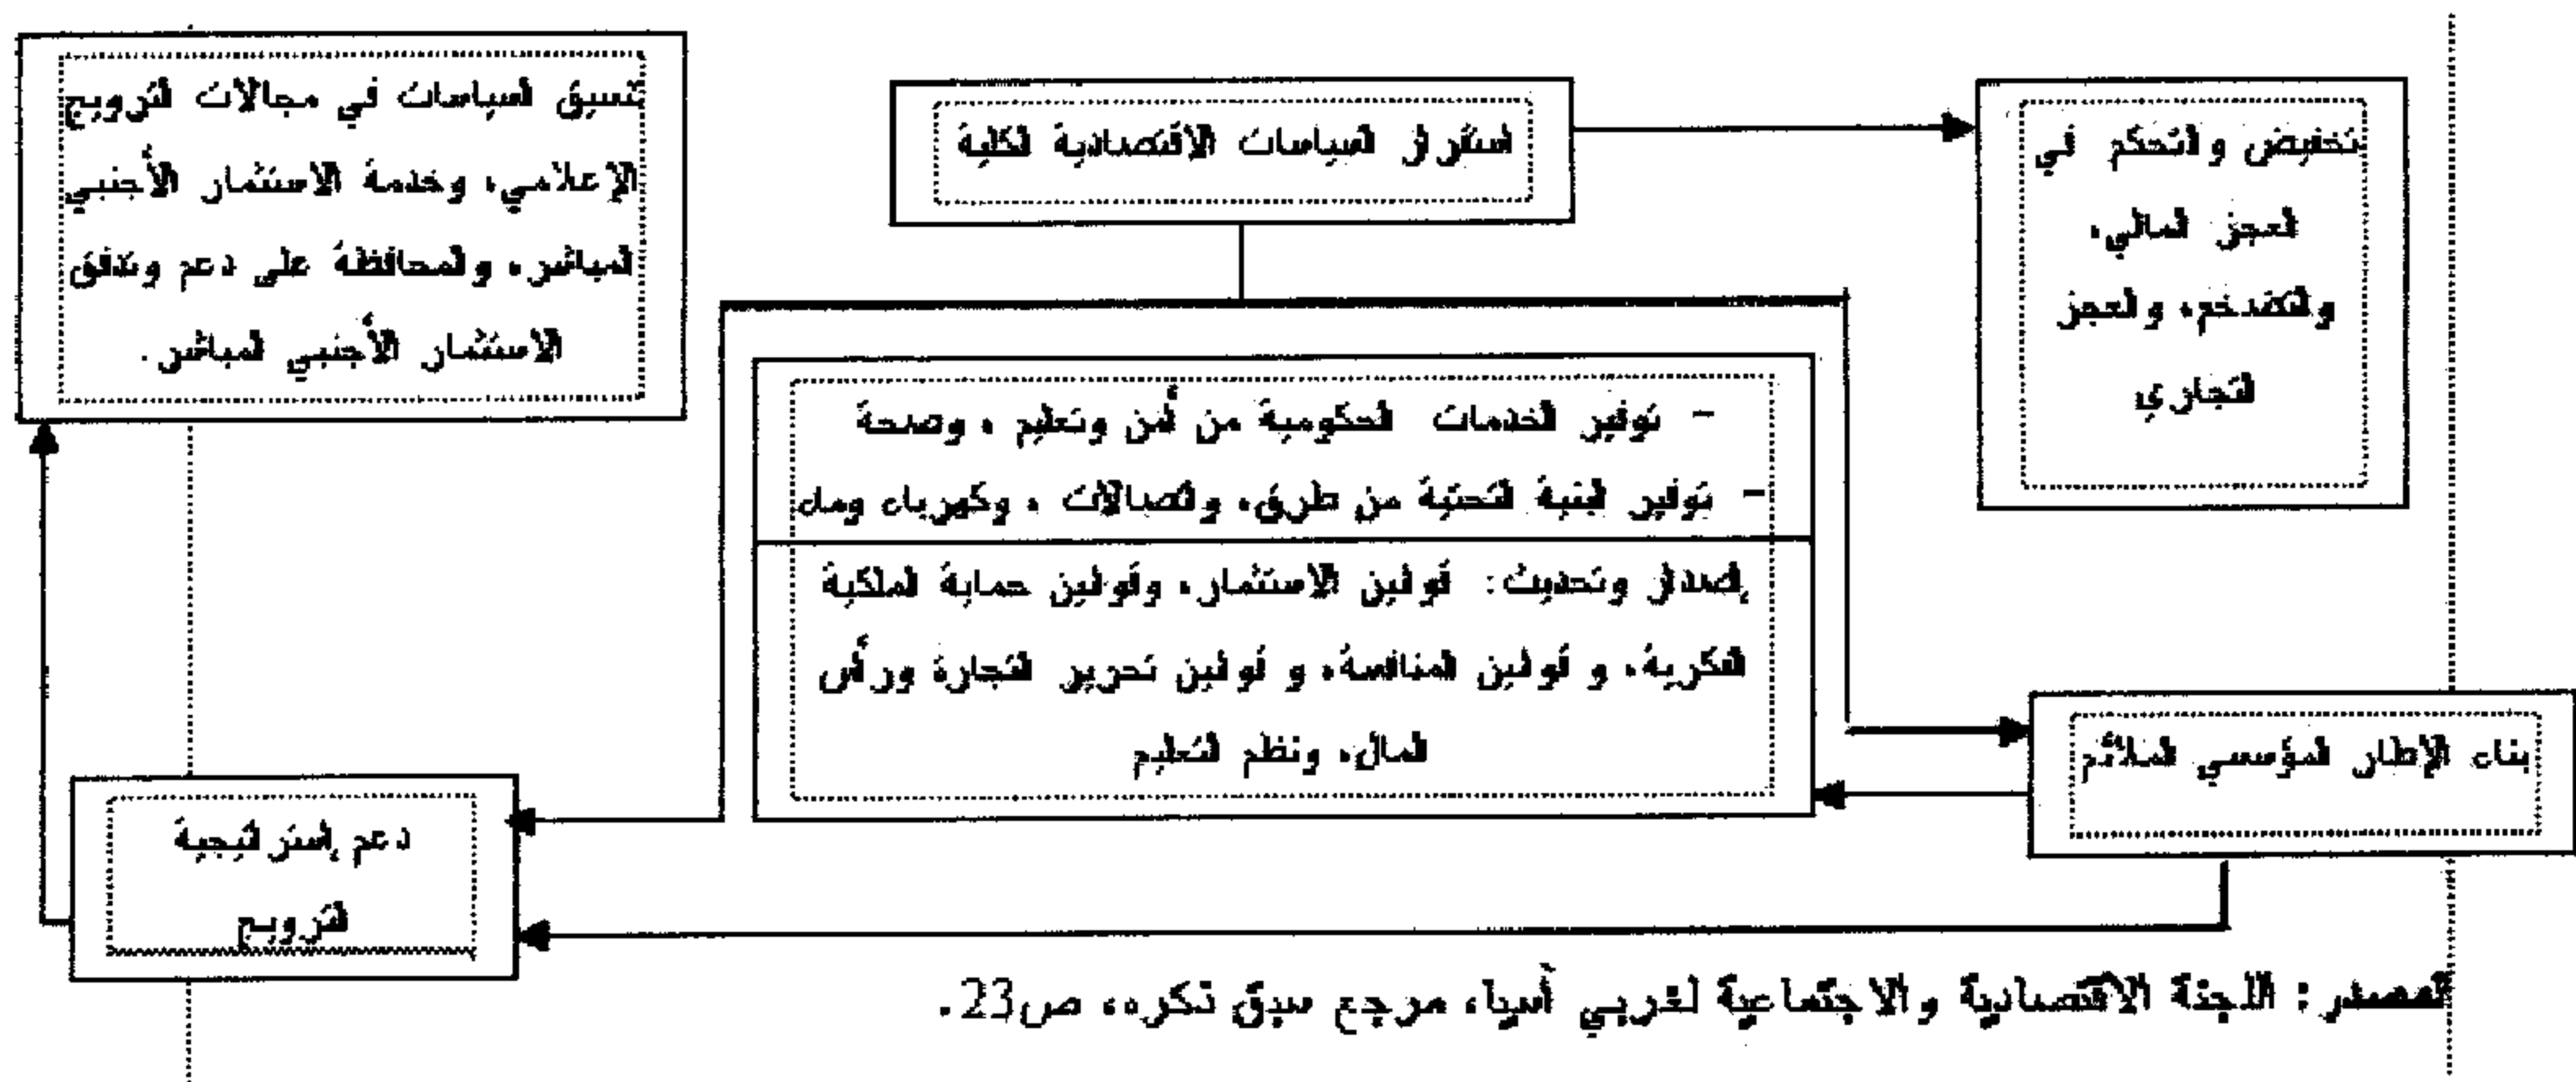 استقرار السياسات الاقتصادية الكلية
تخفيض والتحكم في
العجز المالي،
والتضخم، والعجز
التجاري
تنسيق السياسات في مجالات الترويج
الإعلامي، وخدمة الاستثمار الأجنبي
المباشر، والمحافظة على دعم وتدفق
الاستثمار الأجنبي المباشر.
- توفير الخدمات الحكومية من أمن وتعليم ، وصحة
- توفير البنية التحتية من طرق، واتصالات ، وكهرباء وماء
إصدار وتحديث: قوانين الاستثمار، وقوانين حماية الملكية
الفكرية، و قوانين المنافسة، و قوانين تحرير التجارة ورأس
المال، ونظم التعليم
بناء الإطار المؤسسي الملائم
دعم إستراتيجية
الترويج
المصدر: اللجنة الاقتصادية والاجتماعية لغربي آسيا، مرجع سبق ذكره، ص23.